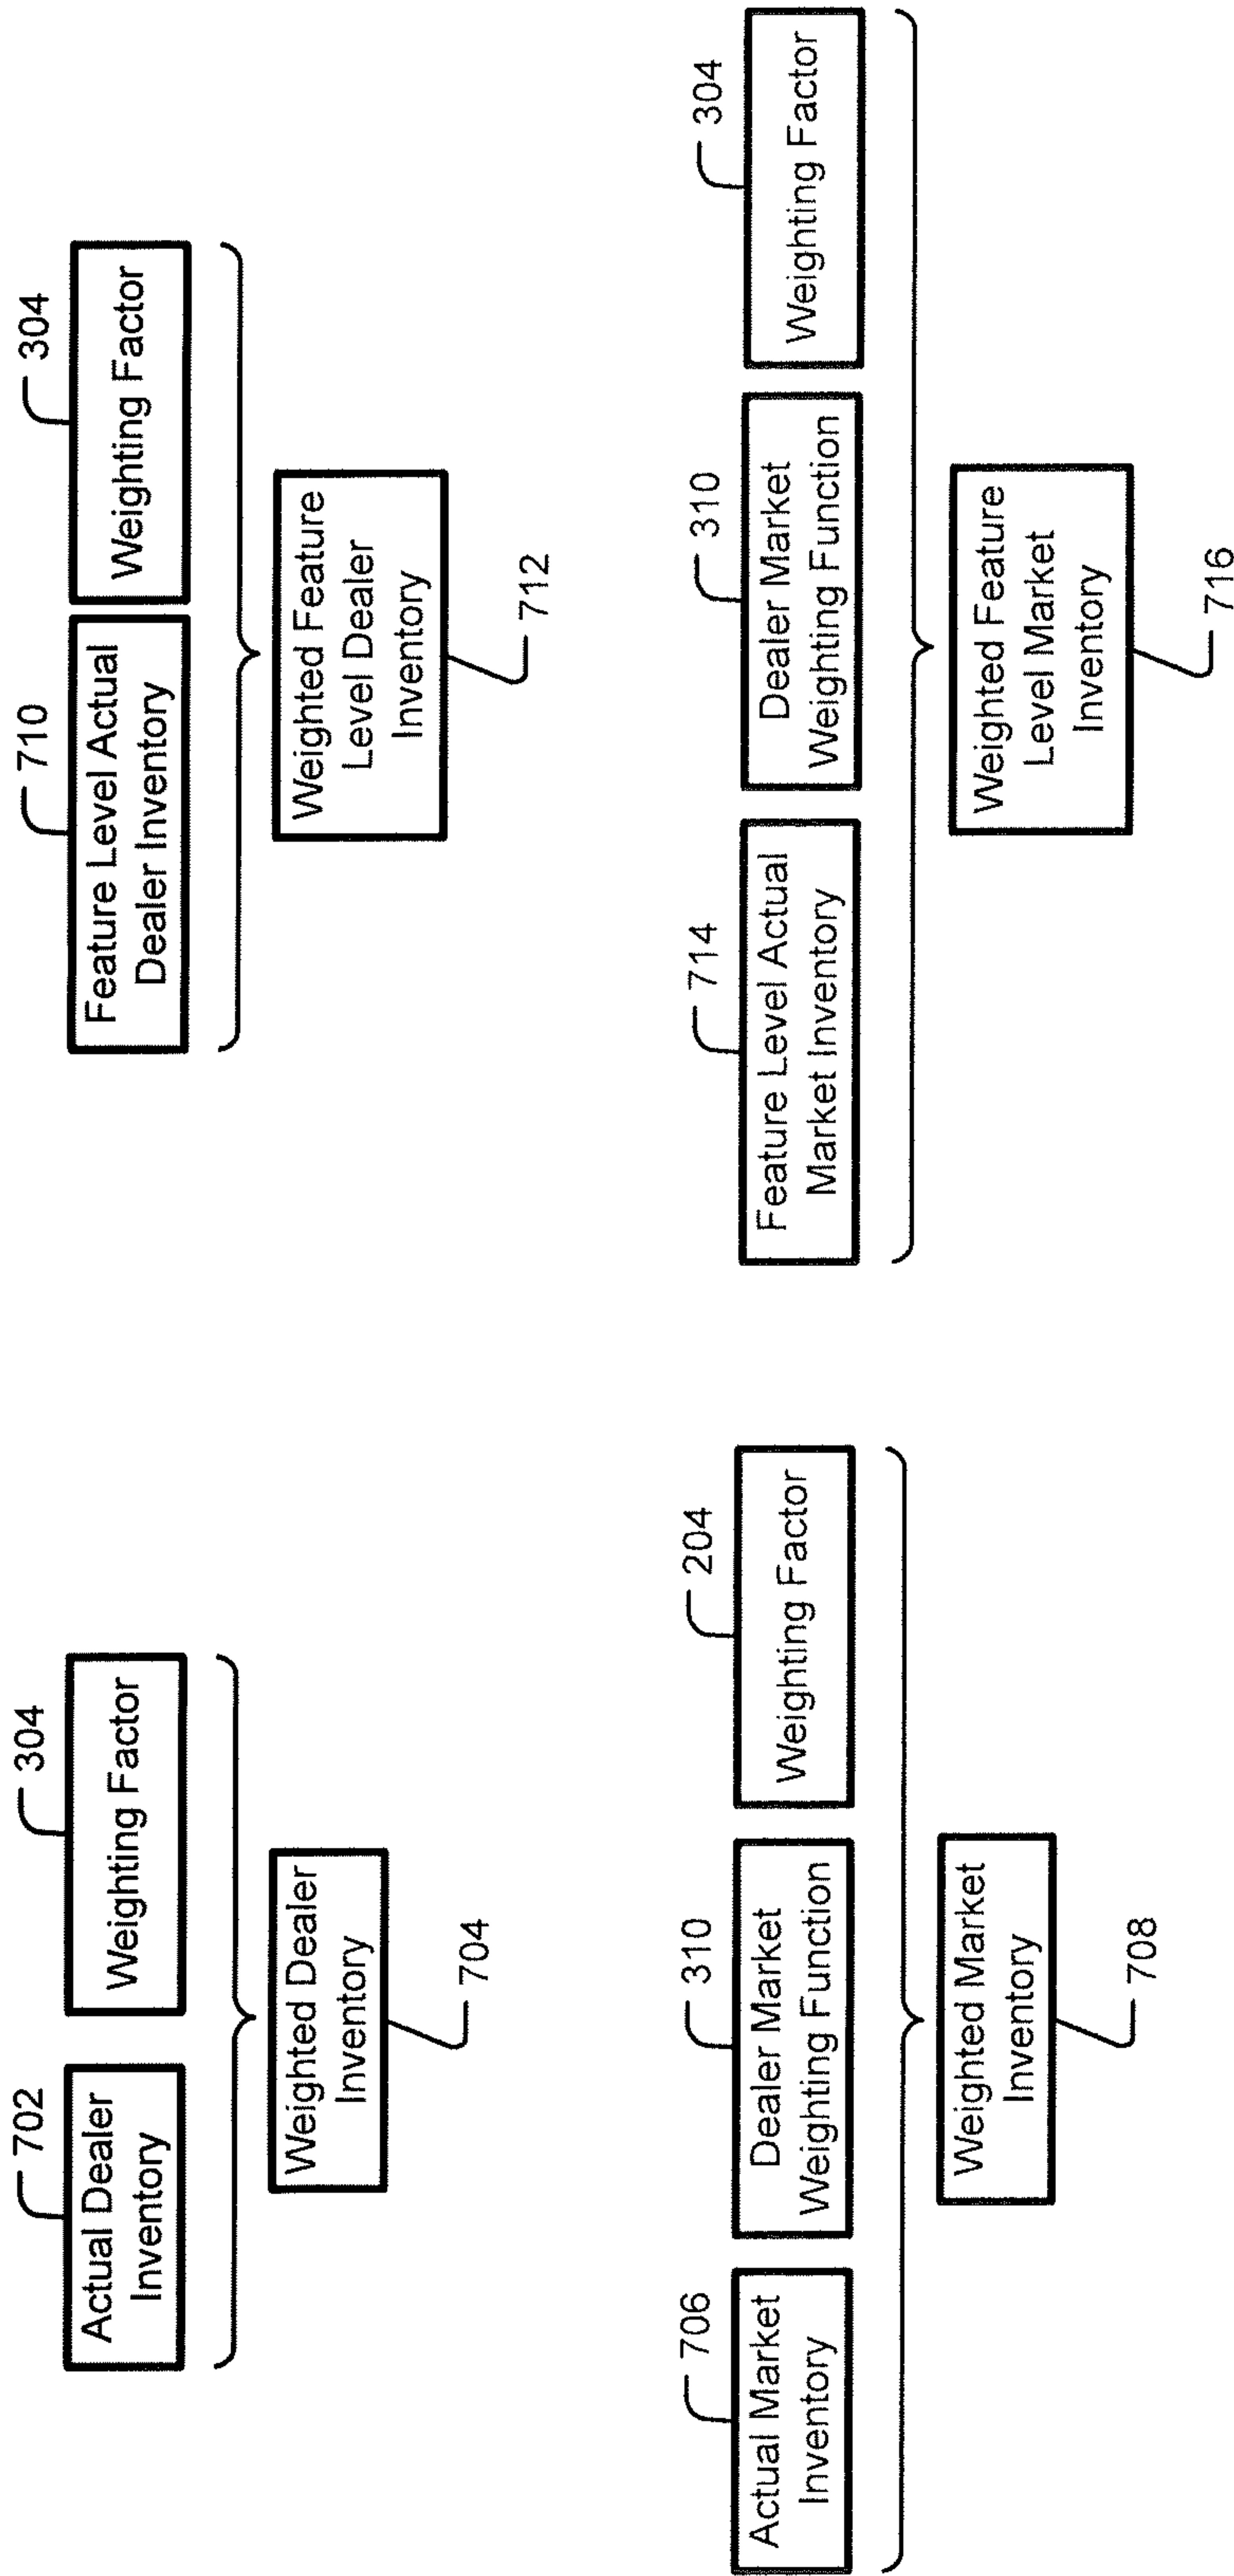 702
Actual Dealer
Inventory
304
Weighting Factor
Weighted Dealer
Inventory
704
710
Feature Level Actual
Dealer Inventory
304
Weighting Factor
Weighted Feature
Level Dealer
Inventory
712
706
Actual Market
Inventory
310
Dealer Market
Weighting Function
204
Weighting Factor
Weighted Market
Inventory
708
714
Feature Level Actual
Market Inventory
310
Dealer Market
Weighting Function
304
Weighting Factor
Weighted Feature
Level Market
Inventory
716